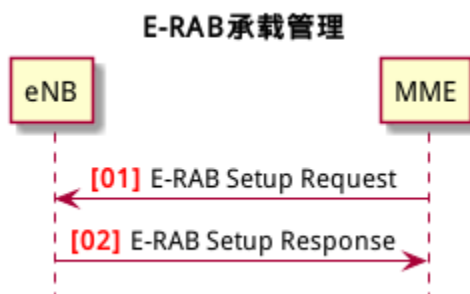 E-RAB承载管理
eNB
MME
[01] E-RAB Setup Request
[02] E-RAB Setup Response